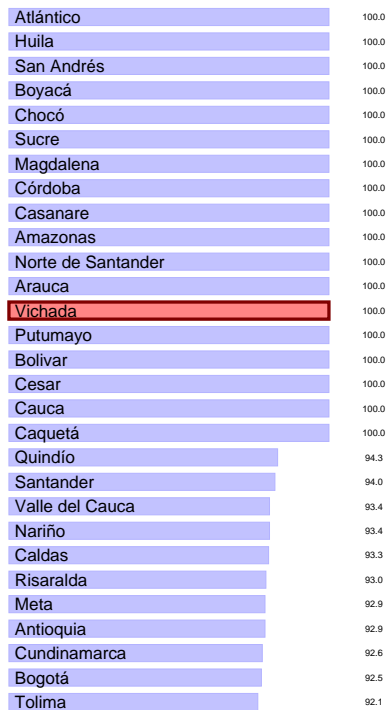 Atlántico 100.0
Huila 100.0
San Andrés 100.0
Boyacá 100.0
Chocó 100.0
Sucre 100.0
Magdalena 100.0
Córdoba 100.0
Casanare 100.0
Amazonas 100.0
Norte de Santander 100.0
Arauca 100.0
Vichada 100.0
Putumayo 100.0
Bolivar 100.0
Cesar 100.0
Cauca 100.0
Caquetá 100.0
Quindío 94.3
Santander 94.0
Valle del Cauca 93.4
Nariño 93.4
Caldas 93.3
Risaralda 93.0
Meta 92.9
Antioquia 92.9
Cundinamarca 92.6
Bogotá 92.5
Tolima 92.1